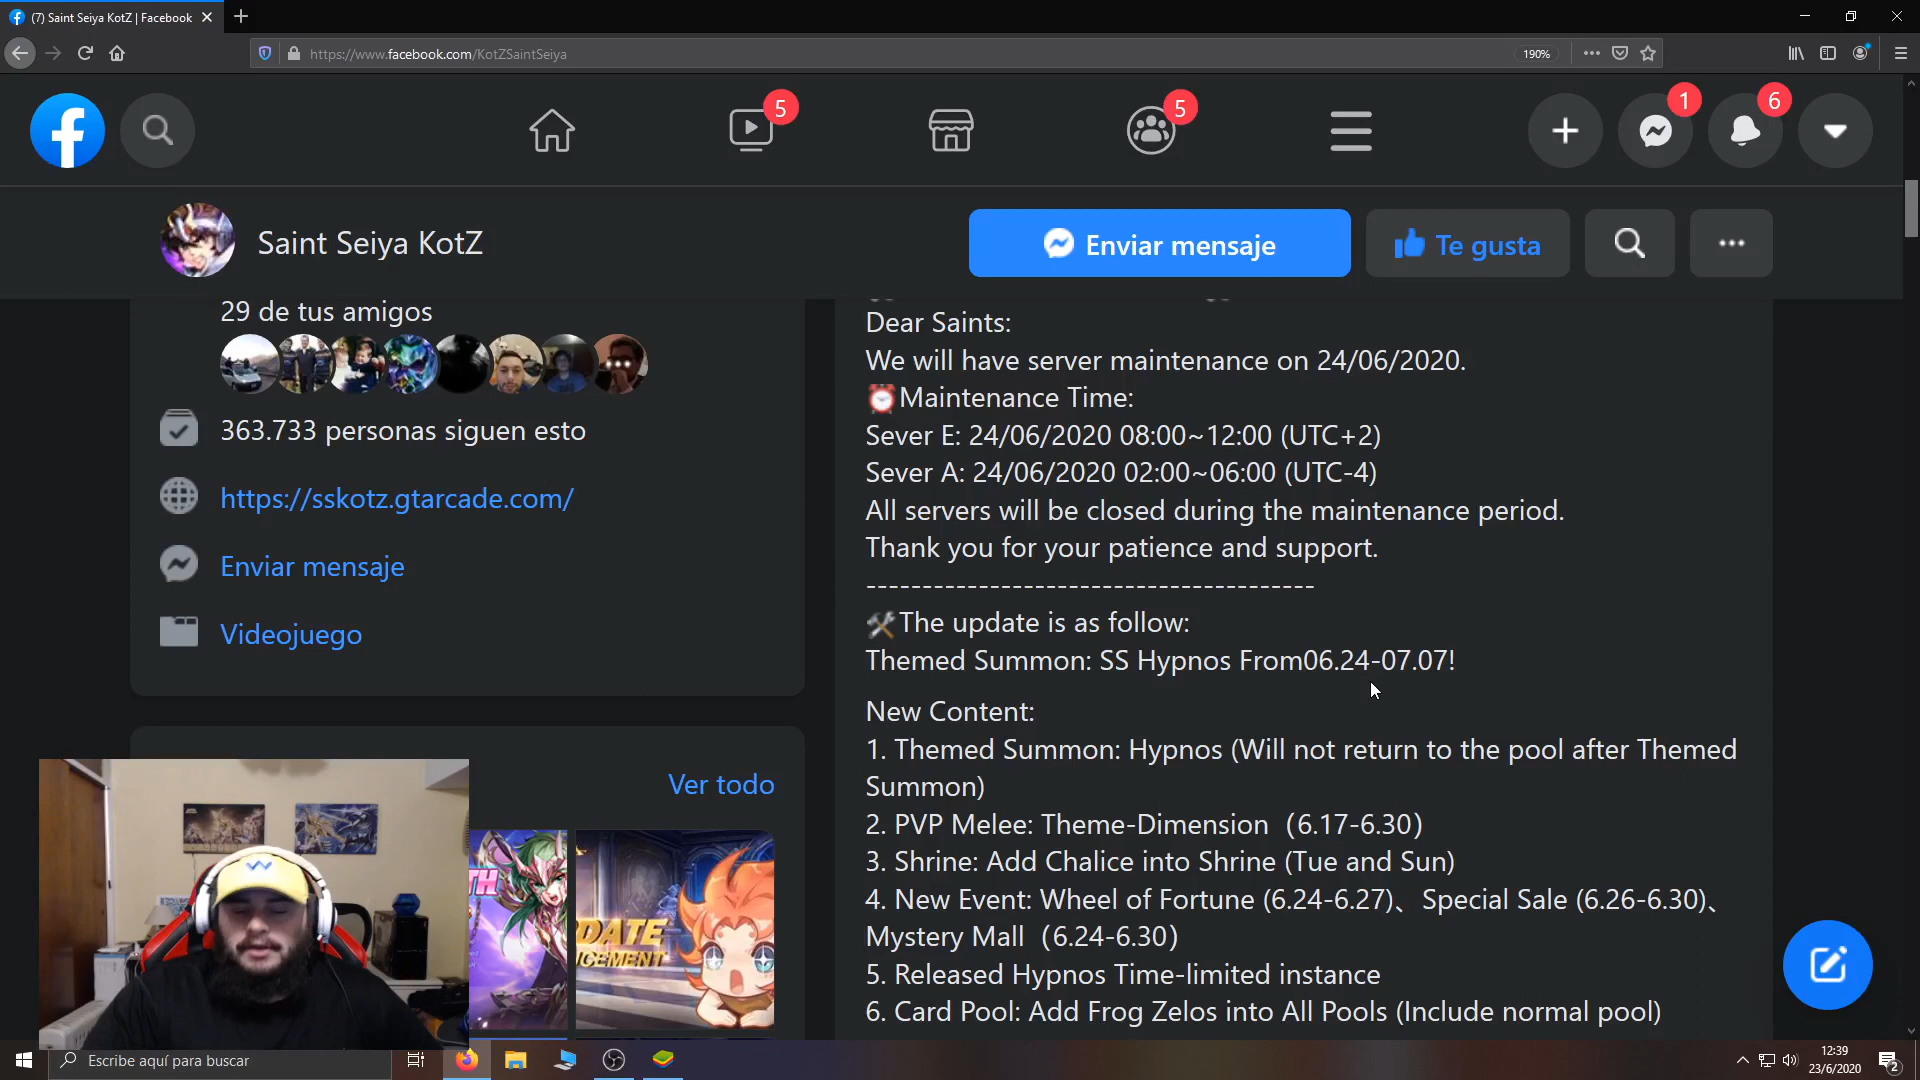 (7) Saint Seiya KotZ | Facebook
https://www.facebook.com/KotZSaintSeiya
190%
5
5
1
6
Saint Seiya KotZ
Enviar mensaje
Te gusta
29 de tus amigos
363.733 personas siguen esto
https://sskotz.gtarcade.com/
Enviar mensaje
Videojuego
Ver todo
UPDATE
Dear Saints:
We will have server maintenance on 24/06/2020.
⏰Maintenance Time:
Sever E: 24/06/2020 08:00~12:00 (UTC+2)
Sever A: 24/06/2020 02:00~06:00 (UTC-4)
All servers will be closed during the maintenance period.
Thank you for your patience and support.
----------------------------------------
🛠The update is as follow:
Themed Summon: SS Hypnos From06.24-07.07!
New Content:
1. Themed Summon: Hypnos (Will not return to the pool after Themed
Summon)
2. PVP Melee: Theme-Dimension（6.17-6.30）
3. Shrine: Add Chalice into Shrine (Tue and Sun)
4. New Event: Wheel of Fortune (6.24-6.27)、Special Sale (6.26-6.30)、
Mystery Mall（6.24-6.30）
5. Released Hypnos Time-limited instance
6. Card Pool: Add Frog Zelos into All Pools (Include normal pool)
Escribe aquí para buscar
12:39
23/6/2020
2